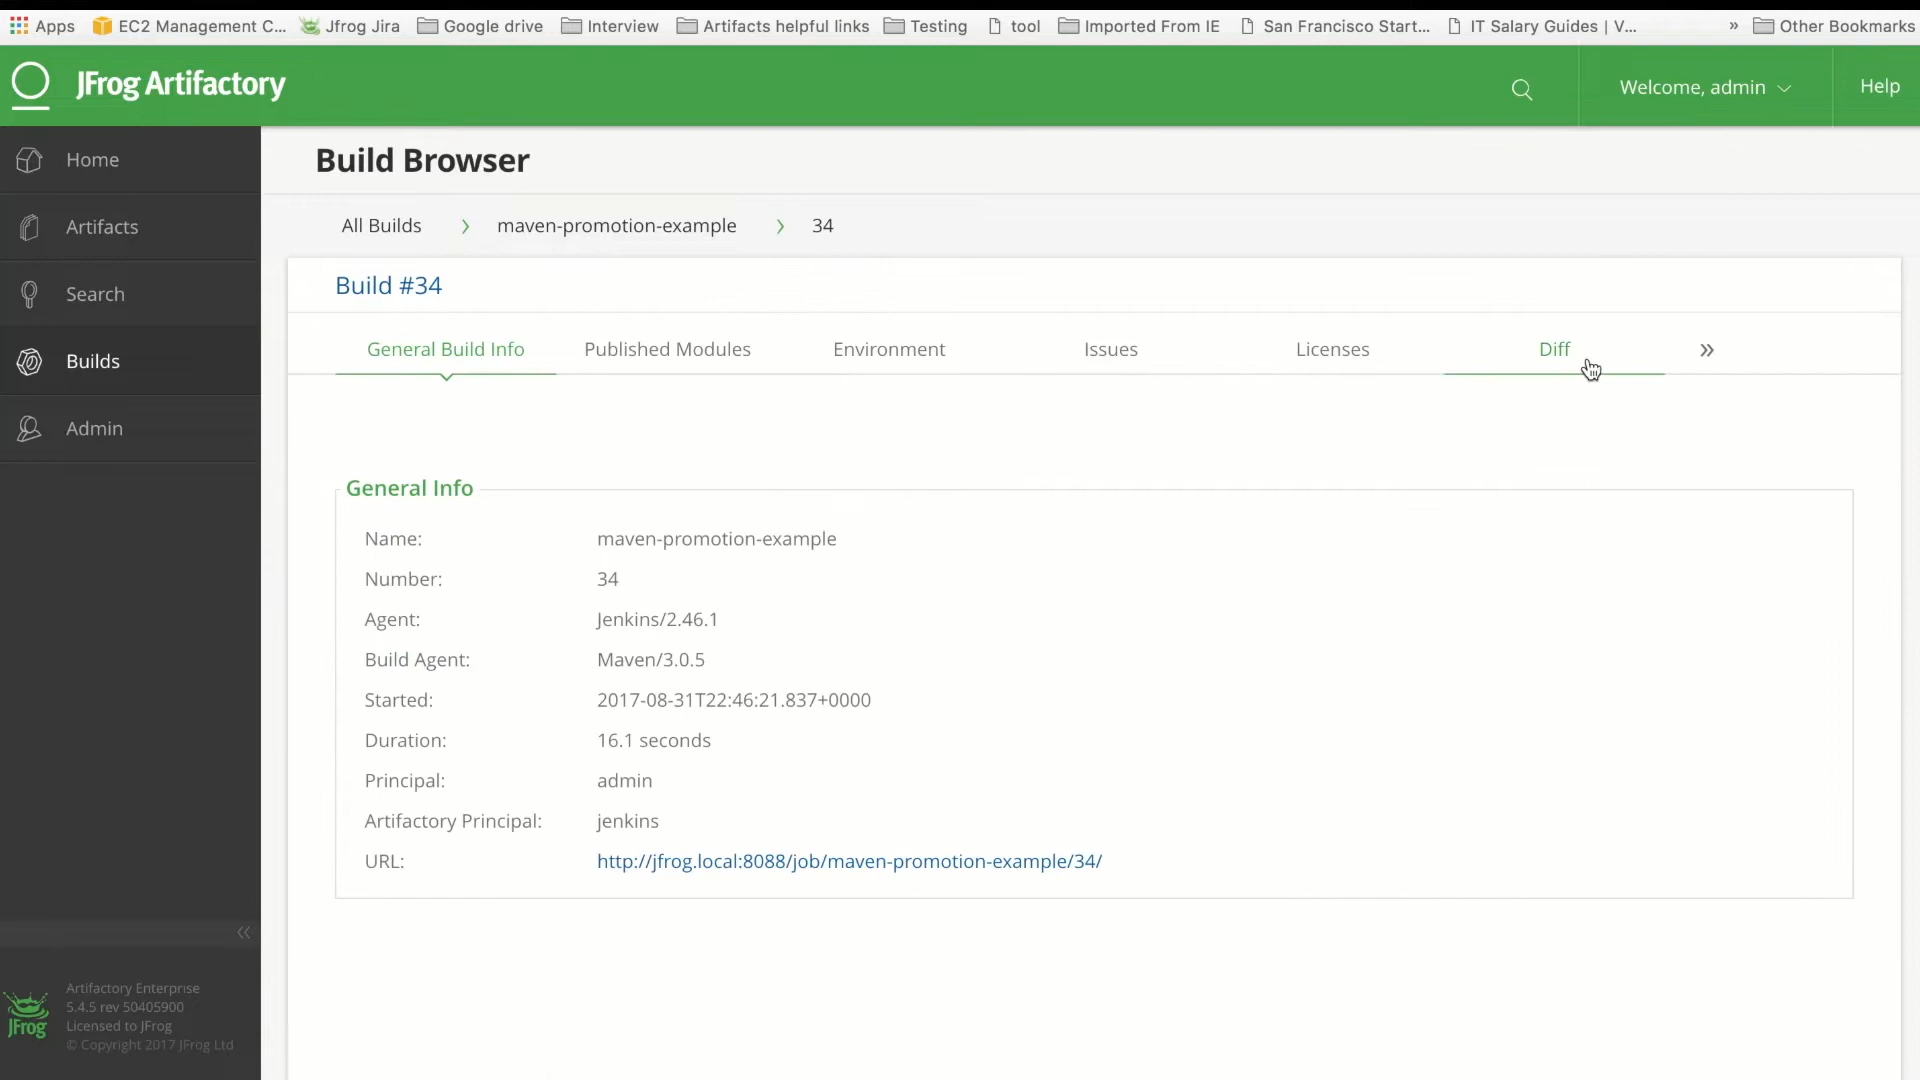 Apps EC2 Management C... Jfrog Jira Google drive Interview Artifacts helpful links Testing tool Imported From IE San Francisco Start... IT Salary Guides | V... » Other Bookmarks
JFrog Artifactory Welcome, admin Help
Home
Artifacts
Search
Builds
Admin
«
JFrog
Artifactory Enterprise
5.4.5 rev 50405900
Licensed to JFrog
© Copyright 2017 JFrog Ltd
Build Browser
All Builds > maven-promotion-example > 34
Build #34
General Build Info Published Modules Environment Issues Licenses Diff »
General Info
Name: maven-promotion-example
Number: 34
Agent: Jenkins/2.46.1
Build Agent: Maven/3.0.5
Started: 2017-08-31T22:46:21.837+0000
Duration: 16.1 seconds
Principal: admin
Artifactory Principal: jenkins
URL: http://jfrog.local:8088/job/maven-promotion-example/34/